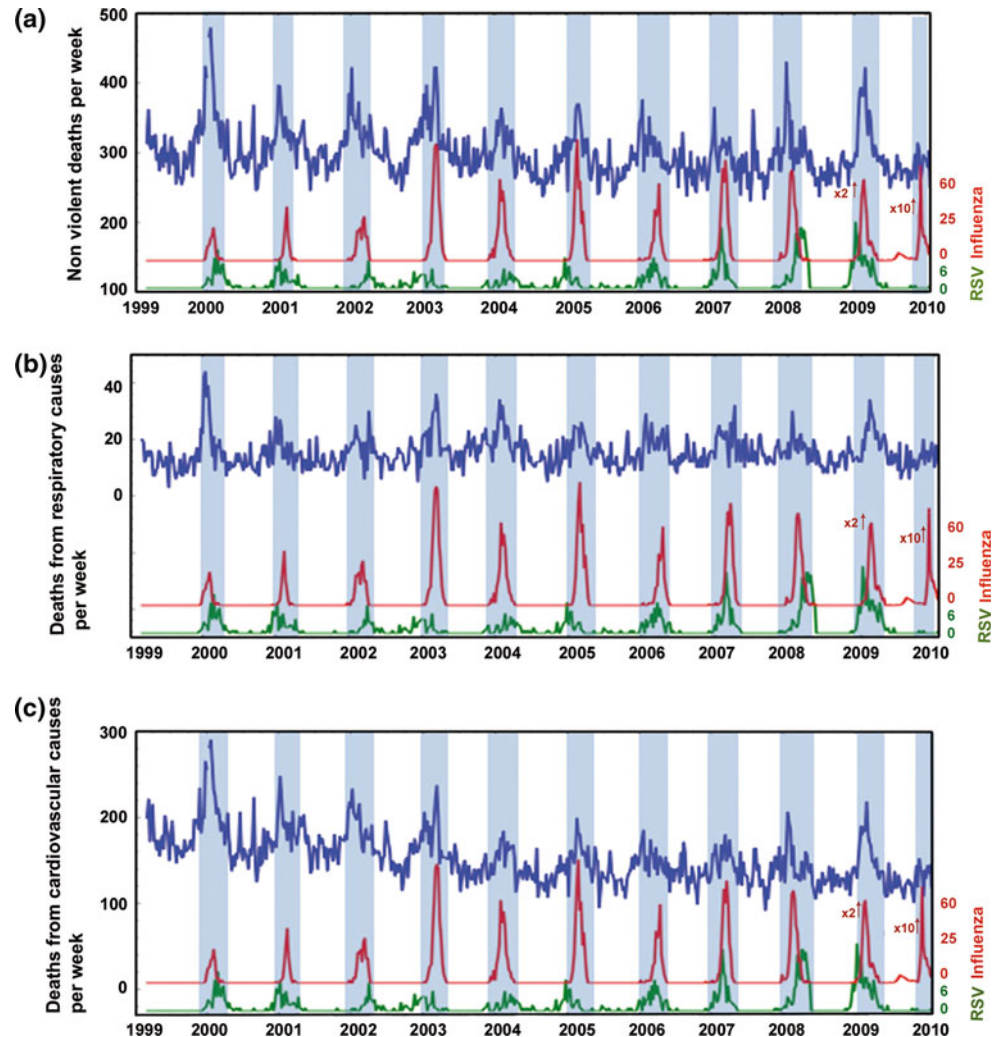 (a)
Non violent deaths per week
500
400
300
200
100
x2
x10
60
25
0
6
0
RSV Influenza
1999 2000 2001 2002 2003 2004 2005 2006 2007 2008 2009 2010
(b)
Deaths from respiratory causes
per week
40
20
0
x2
x10
60
25
0
6
0
RSV Influenza
1999 2000 2001 2002 2003 2004 2005 2006 2007 2008 2009 2010
(c)
Deaths from cardiovascular causes
per week
300
200
100
0
x2
x10
60
25
0
6
0
RSV Influenza
1999 2000 2001 2002 2003 2004 2005 2006 2007 2008 2009 2010